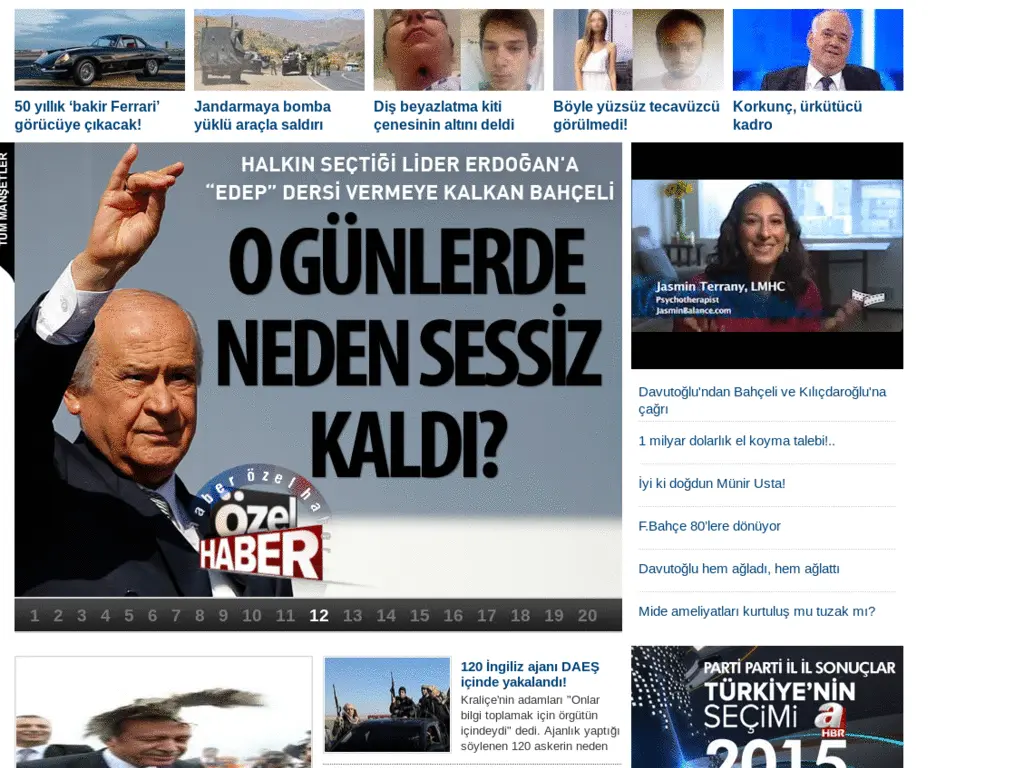 50 yıllık ‘bakir Ferrari’
görücüye çıkacak!
Jandarmaya bomba
yüklü araçla saldırı
Diş beyazlatma kiti
çenesinin altını deldi
Böyle yüzsüz tecavüzcü
görülmedi!
Korkunç, ürkütücü
kadro
TÜM MANŞETLER
HALKIN SEÇTİĞİ LİDER ERDOĞAN'A
“EDEP” DERSİ VERMEYE KALKAN BAHÇELİ
O GÜNLERDE
NEDEN SESSİZ
KALDI?
aber özel ha
özel
HABER
1 2 3 4 5 6 7 8 9 10 11 12 13 14 15 16 17 18 19 20
Jasmin Terrany, LMHC
Psychotherapist
JasminBalance.com
Davutoğlu'ndan Bahçeli ve Kılıçdaroğlu'na
çağrı
1 milyar dolarlık el koyma talebi!..
İyi ki doğdun Münir Usta!
F.Bahçe 80'lere dönüyor
Davutoğlu hem ağladı, hem ağlattı
Mide ameliyatları kurtuluş mu tuzak mı?
120 İngiliz ajanı DAEŞ
içinde yakalandı!
Kraliçe'nin adamları "Onlar
bilgi toplamak için örgütün
içindeydi" dedi. Ajanlık yaptığı
söylenen 120 askerin neden
PARTİ PARTİ İL İL SONUÇLAR
TÜRKİYE'NİN
SEÇİMİ
a
HBR
2015